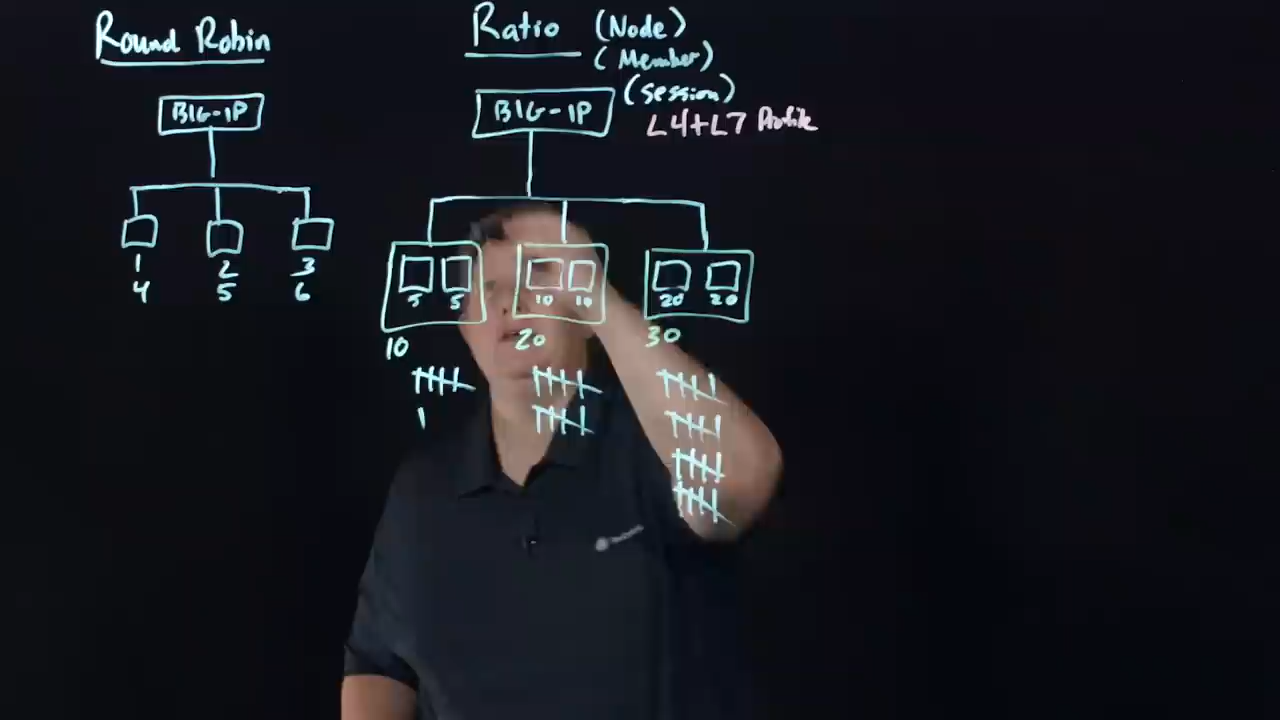 Round Robin
BIG-IP
1 2 3
4 5 6
Ratio (Node)
(Member)
(Session)
L4+L7 Profile
BIG-IP
5 5 10 10 20 20
10 20 30